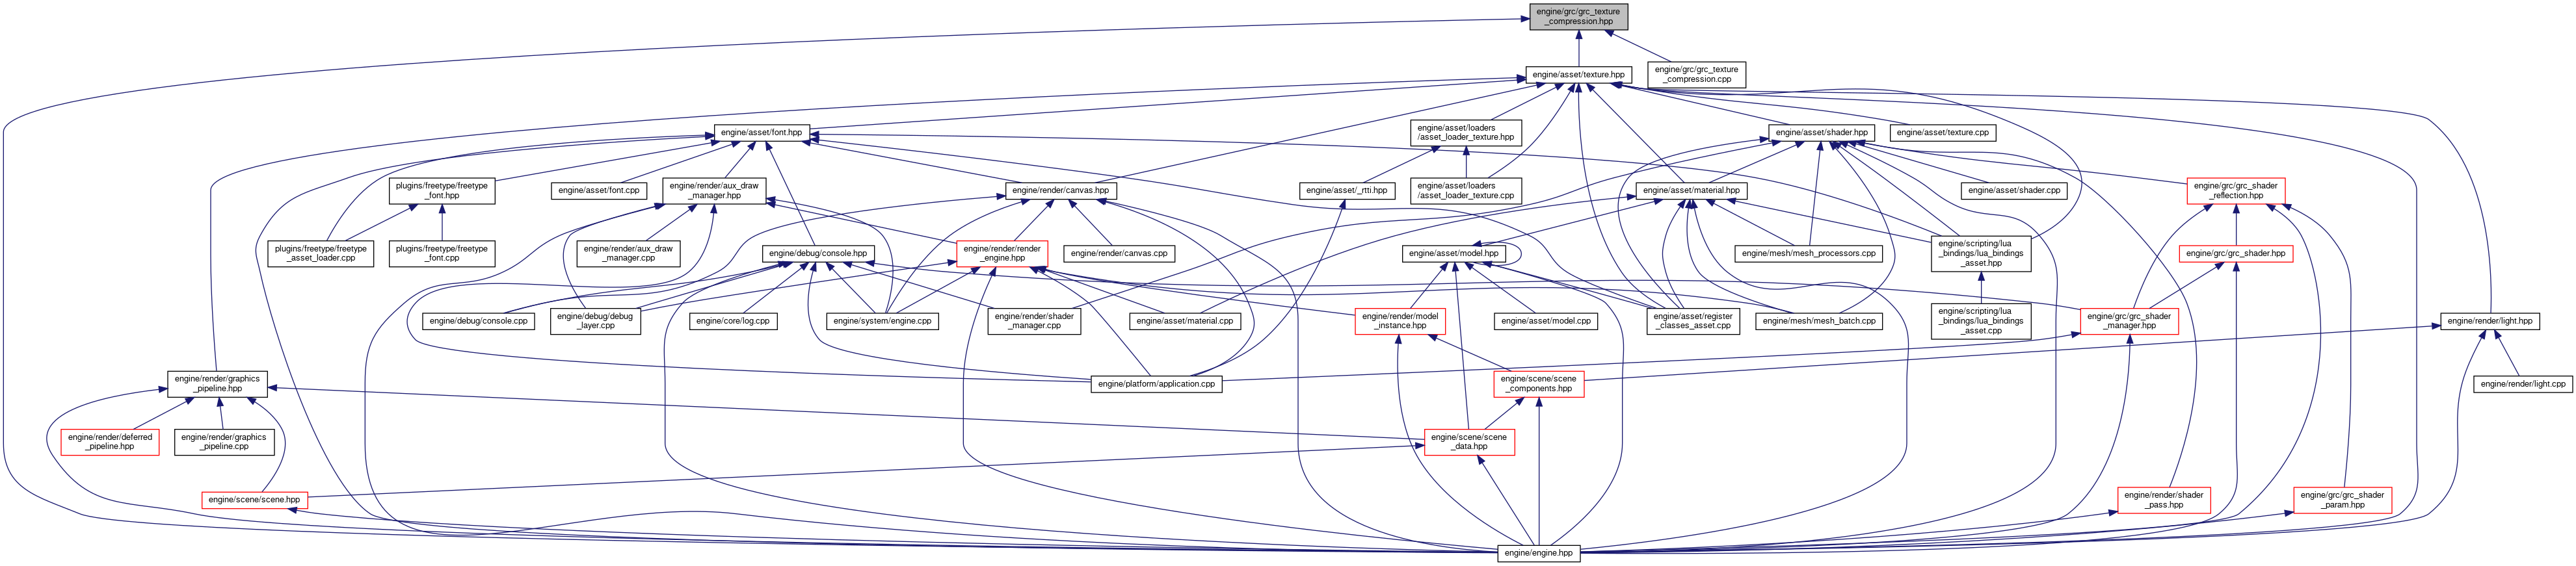 engine/grc/grc_texture
_compression.hpp
engine/grc/grc_texture
_compression.cpp
engine/asset/texture.hpp
engine/asset/font.hpp
engine/asset/loaders
/asset_loader_texture.hpp
engine/asset/shader.hpp
engine/asset/texture.cpp
plugins/freetype/freetype
_font.hpp
engine/asset/font.cpp
engine/render/aux_draw
_manager.hpp
engine/render/canvas.hpp
engine/asset/_rtti.hpp
engine/asset/loaders
/asset_loader_texture.cpp
engine/asset/material.hpp
engine/asset/shader.cpp
engine/grc/grc_shader
_reflection.hpp
plugins/freetype/freetype
_asset_loader.cpp
plugins/freetype/freetype
_font.cpp
engine/render/aux_draw
_manager.cpp
engine/debug/console.hpp
engine/render/render
_engine.hpp
engine/render/canvas.cpp
engine/asset/model.hpp
engine/mesh/mesh_processors.cpp
engine/scripting/lua
_bindings/lua_bindings
_asset.hpp
engine/grc/grc_shader.hpp
engine/debug/console.cpp
engine/debug/debug
_layer.cpp
engine/core/log.cpp
engine/system/engine.cpp
engine/render/shader
_manager.cpp
engine/asset/material.cpp
engine/render/model
_instance.hpp
engine/asset/model.cpp
engine/asset/register
_classes_asset.cpp
engine/mesh/mesh_batch.cpp
engine/scripting/lua
_bindings/lua_bindings
_asset.cpp
engine/grc/grc_shader
_manager.hpp
engine/render/light.hpp
engine/render/graphics
_pipeline.hpp
engine/platform/application.cpp
engine/scene/scene
_components.hpp
engine/render/light.cpp
engine/render/deferred
_pipeline.hpp
engine/render/graphics
_pipeline.cpp
engine/scene/scene
_data.hpp
engine/scene/scene.hpp
engine/render/shader
_pass.hpp
engine/grc/grc_shader
_param.hpp
engine/engine.hpp